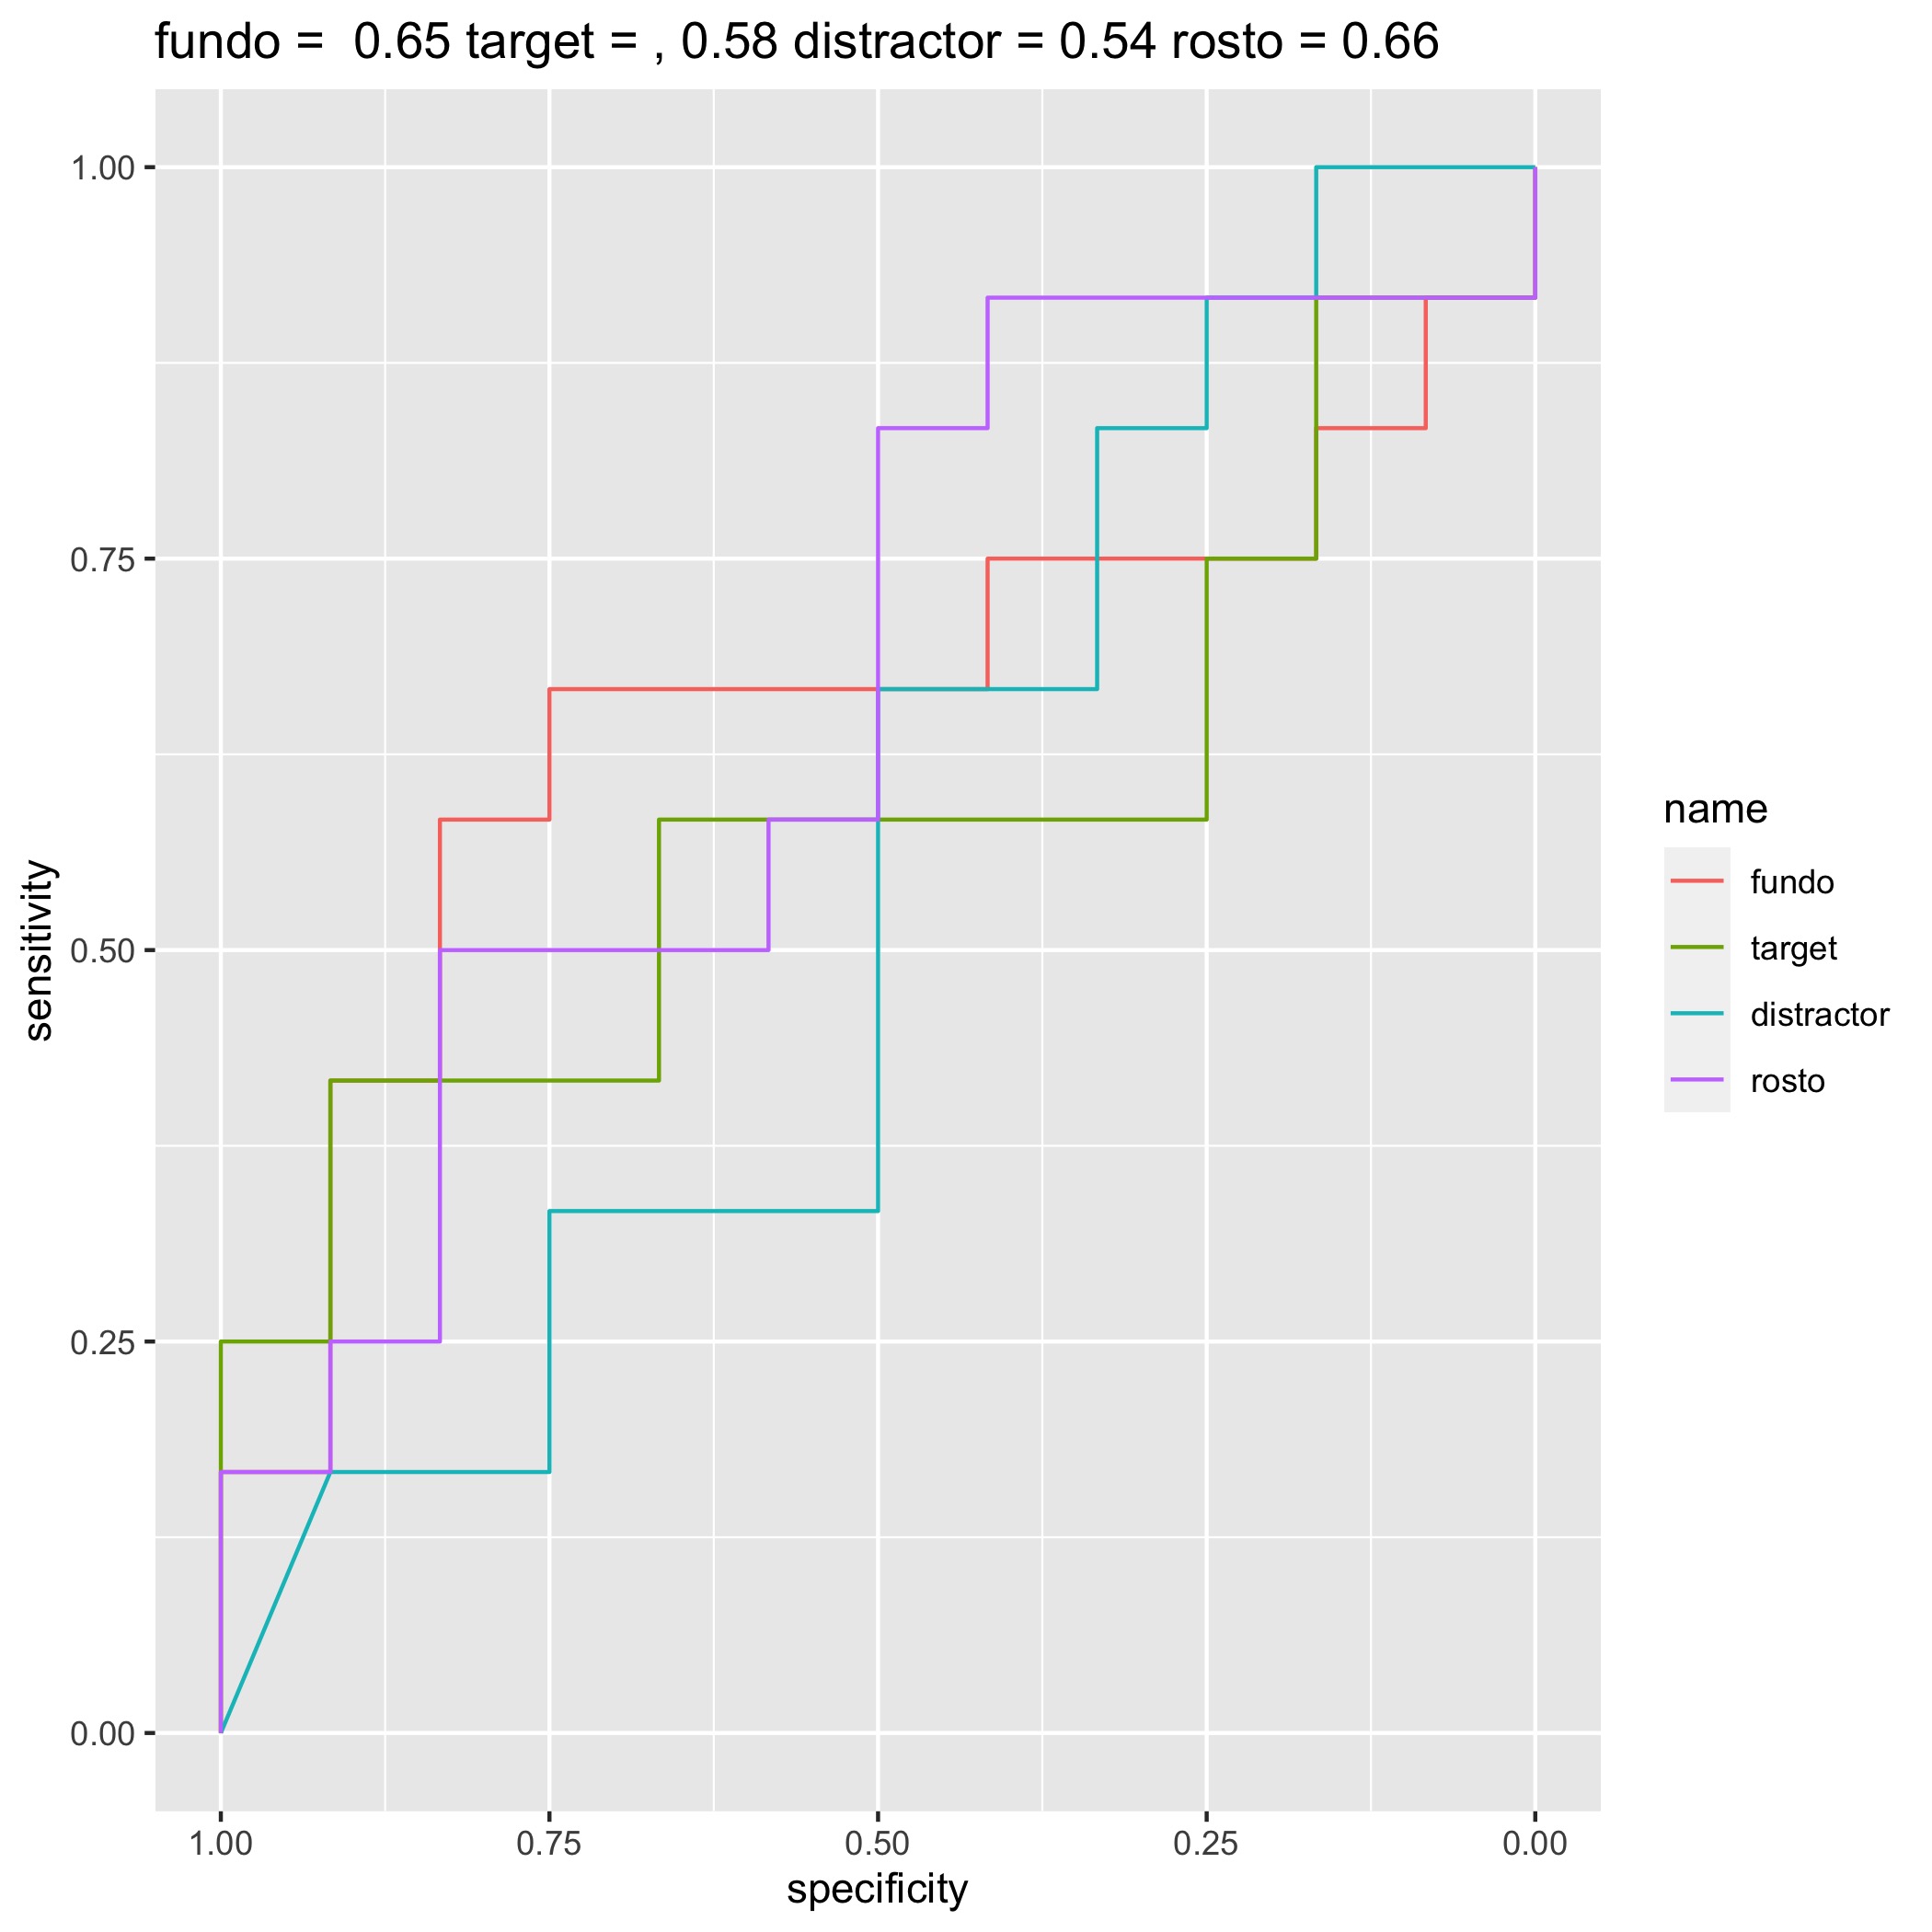 fundo =  0.65 target = , 0.58 distractor = 0.54 rosto = 0.66
1.00
0.75
0.50
0.25
0.00
sensitivity
1.00 0.75 0.50 0.25 0.00
specificity
name
fundo
target
distractor
rosto